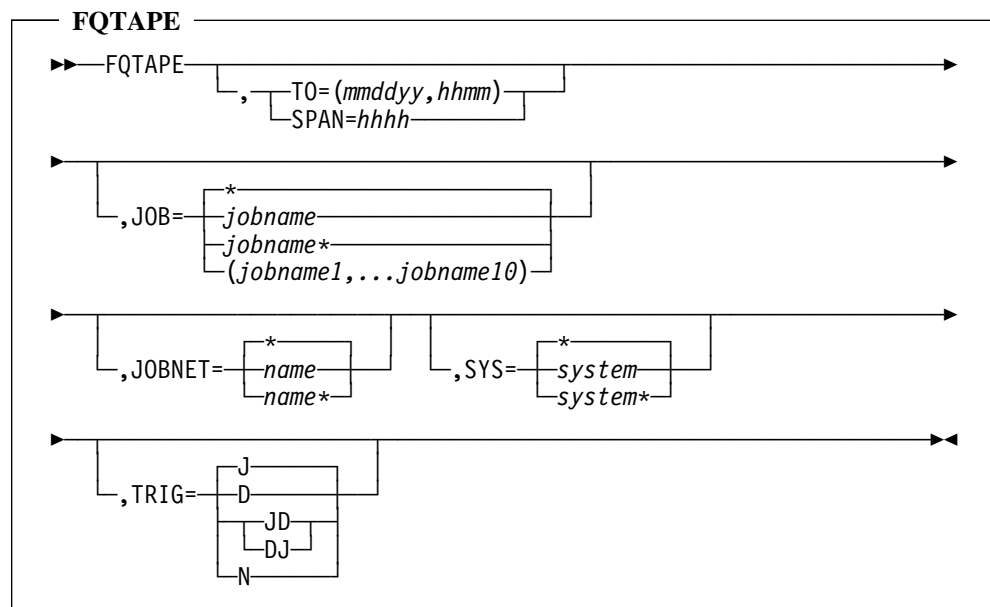 FQTAPE
FQTAPE
, TO=(mmddyy,hhmm)
SPAN=hhhh
*
,JOB= jobname
jobname*
(jobname1,...jobname10)
* *
,JOBNET= name ,SYS= system
name* system*
J
,TRIG= D
JD
DJ
N